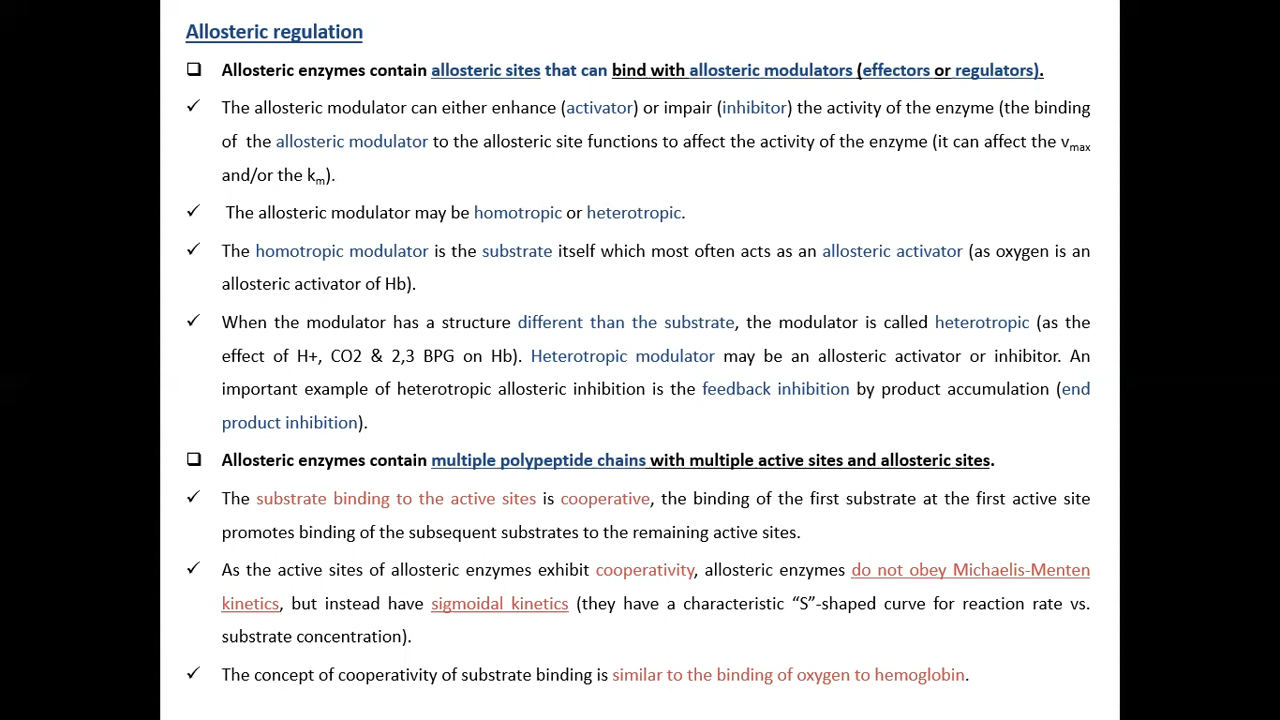 Allosteric regulation
❑ Allosteric enzymes contain allosteric sites that can bind with allosteric modulators (effectors or regulators).
✓ The allosteric modulator can either enhance (activator) or impair (inhibitor) the activity of the enzyme (the binding
of the allosteric modulator to the allosteric site functions to affect the activity of the enzyme (it can affect the vmax
and/or the km).
✓ The allosteric modulator may be homotropic or heterotropic.
✓ The homotropic modulator is the substrate itself which most often acts as an allosteric activator (as oxygen is an
allosteric activator of Hb).
✓ When the modulator has a structure different than the substrate, the modulator is called heterotropic (as the
effect of H+, CO2 & 2,3 BPG on Hb). Heterotropic modulator may be an allosteric activator or inhibitor. An
important example of heterotropic allosteric inhibition is the feedback inhibition by product accumulation (end
product inhibition).
❑ Allosteric enzymes contain multiple polypeptide chains with multiple active sites and allosteric sites.
✓ The substrate binding to the active sites is cooperative, the binding of the first substrate at the first active site
promotes binding of the subsequent substrates to the remaining active sites.
✓ As the active sites of allosteric enzymes exhibit cooperativity, allosteric enzymes do not obey Michaelis-Menten
kinetics, but instead have sigmoidal kinetics (they have a characteristic “S”-shaped curve for reaction rate vs.
substrate concentration).
✓ The concept of cooperativity of substrate binding is similar to the binding of oxygen to hemoglobin.